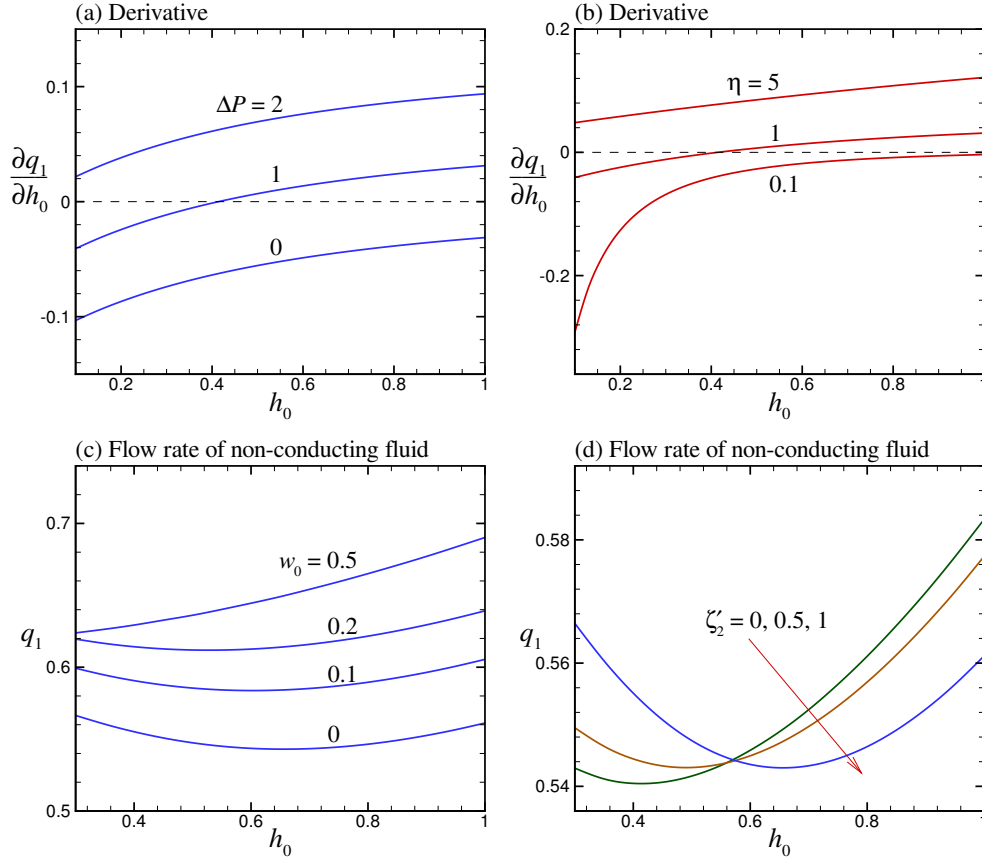 (a) Derivative
0.1
0
-0.1
∂q₁
∂h₀
ΔP = 2
1
0
0.2 0.4 0.6 0.8 1
h₀
(b) Derivative
0.2
0
-0.2
∂q₁
∂h₀
η = 5
1
0.1
0.2 0.4 0.6 0.8 1
h₀
(c) Flow rate of non-conducting fluid
0.7
0.6
0.5
q₁
w₀ = 0.5
0.2
0.1
0
0.4 0.6 0.8 1
h₀
(d) Flow rate of non-conducting fluid
0.58
0.56
0.54
q₁
ζ′₂ = 0, 0.5, 1
0.4 0.6 0.8 1
h₀